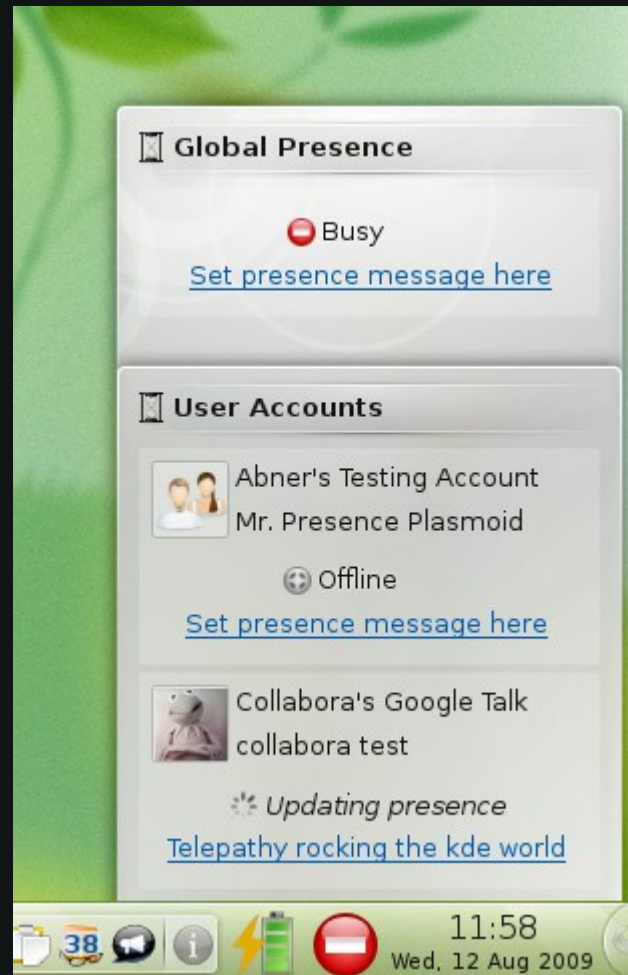 Global Presence
Busy
Set presence message here
User Accounts
Abner's Testing Account
Mr. Presence Plasmoid
Offline
Set presence message here
Collabora's Google Talk
collabora test
Updating presence
Telepathy rocking the kde world
38
11:58
Wed, 12 Aug 2009